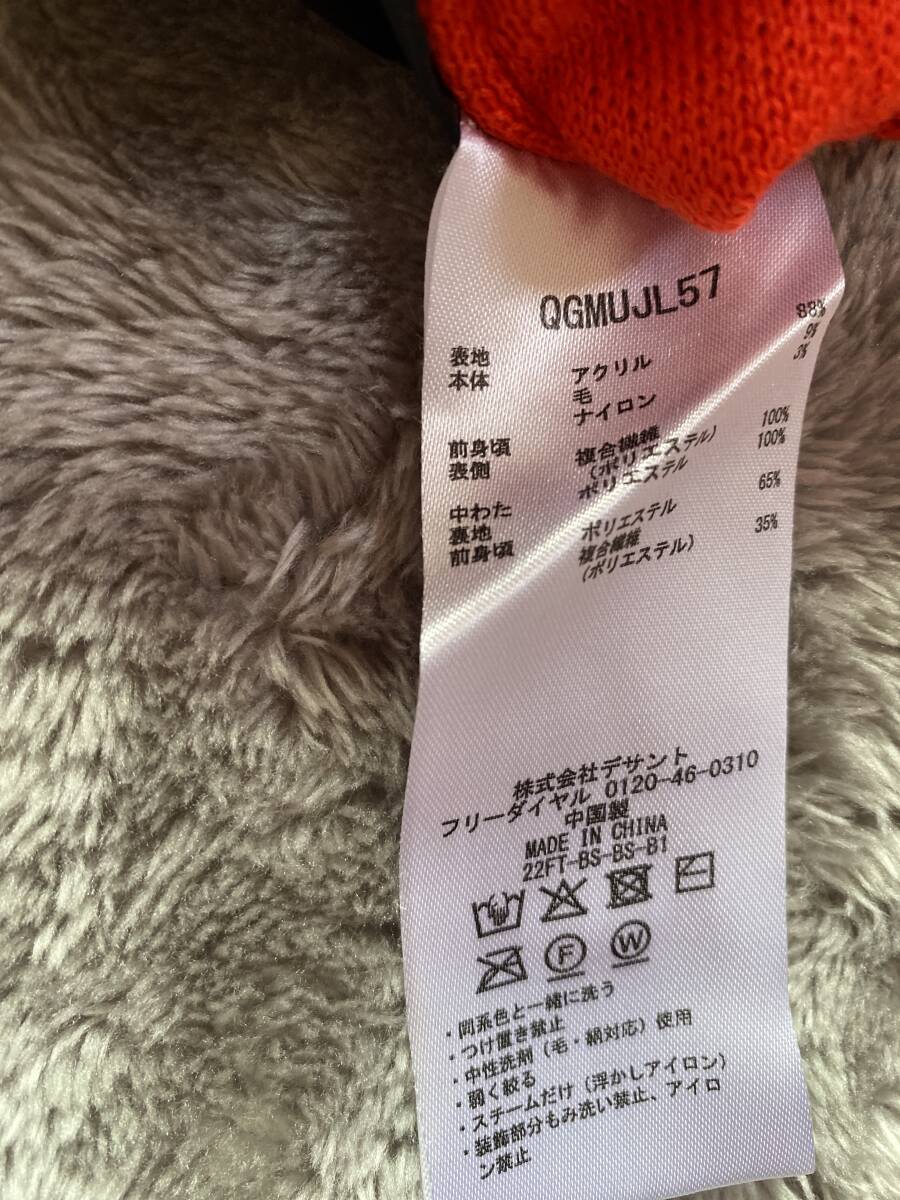 QGMUJL57
表地
本体 アクリル 88%
毛 9%
ナイロン 3%
前身頃 複合繊維 100%
表側 (ポリエステル)
ポリエステル 100%
中わた
裏地 ポリエステル 65%
前身頃 複合繊維 35%
(ポリエステル)
株式会社デサント
フリーダイヤル 0120-46-0310
中国製
MADE IN CHINA
22FT-BS-BS-B1
F W
・同系色と一緒に洗う
・つけ置き禁止
・中性洗剤(毛・絹対応)使用
・弱く絞る
・スチームだけ(浮かしアイロン)
・装飾部分もみ洗い禁止、アイロ
ン禁止